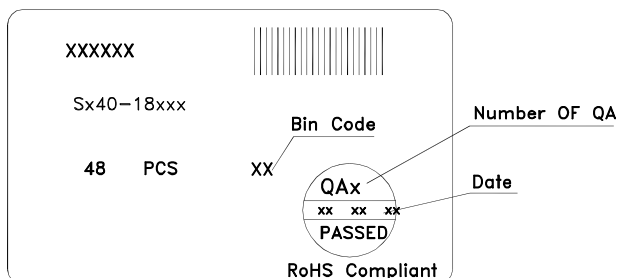 XXXXXX
Sx40-18xxx
Bin Code
Number OF QA
48 PCS XX
QAx
Date
xx xx xx
PASSED
RoHS Compliant